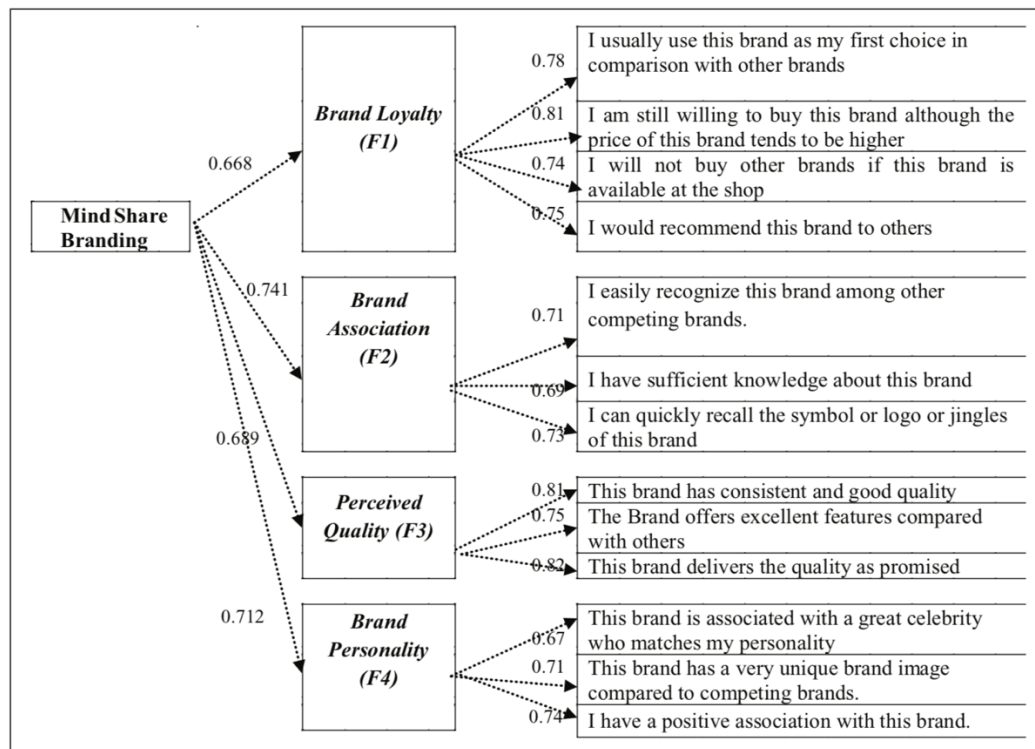 Mind Share
Branding
0.668
0.741
0.689
0.712
Brand Loyalty
(F1)
0.78
0.81
0.74
0.75
I usually use this brand as my first choice in
comparison with other brands
I am still willing to buy this brand although the
price of this brand tends to be higher
I will not buy other brands if this brand is
available at the shop
I would recommend this brand to others
Brand
Association
(F2)
0.71
0.69
0.73
I easily recognize this brand among other
competing brands.
I have sufficient knowledge about this brand
I can quickly recall the symbol or logo or jingles
of this brand
Perceived
Quality (F3)
0.81
0.75
0.82
This brand has consistent and good quality
The Brand offers excellent features compared
with others
This brand delivers the quality as promised
Brand
Personality
(F4)
0.67
0.71
0.74
This brand is associated with a great celebrity
who matches my personality
This brand has a very unique brand image
compared to competing brands.
I have a positive association with this brand.